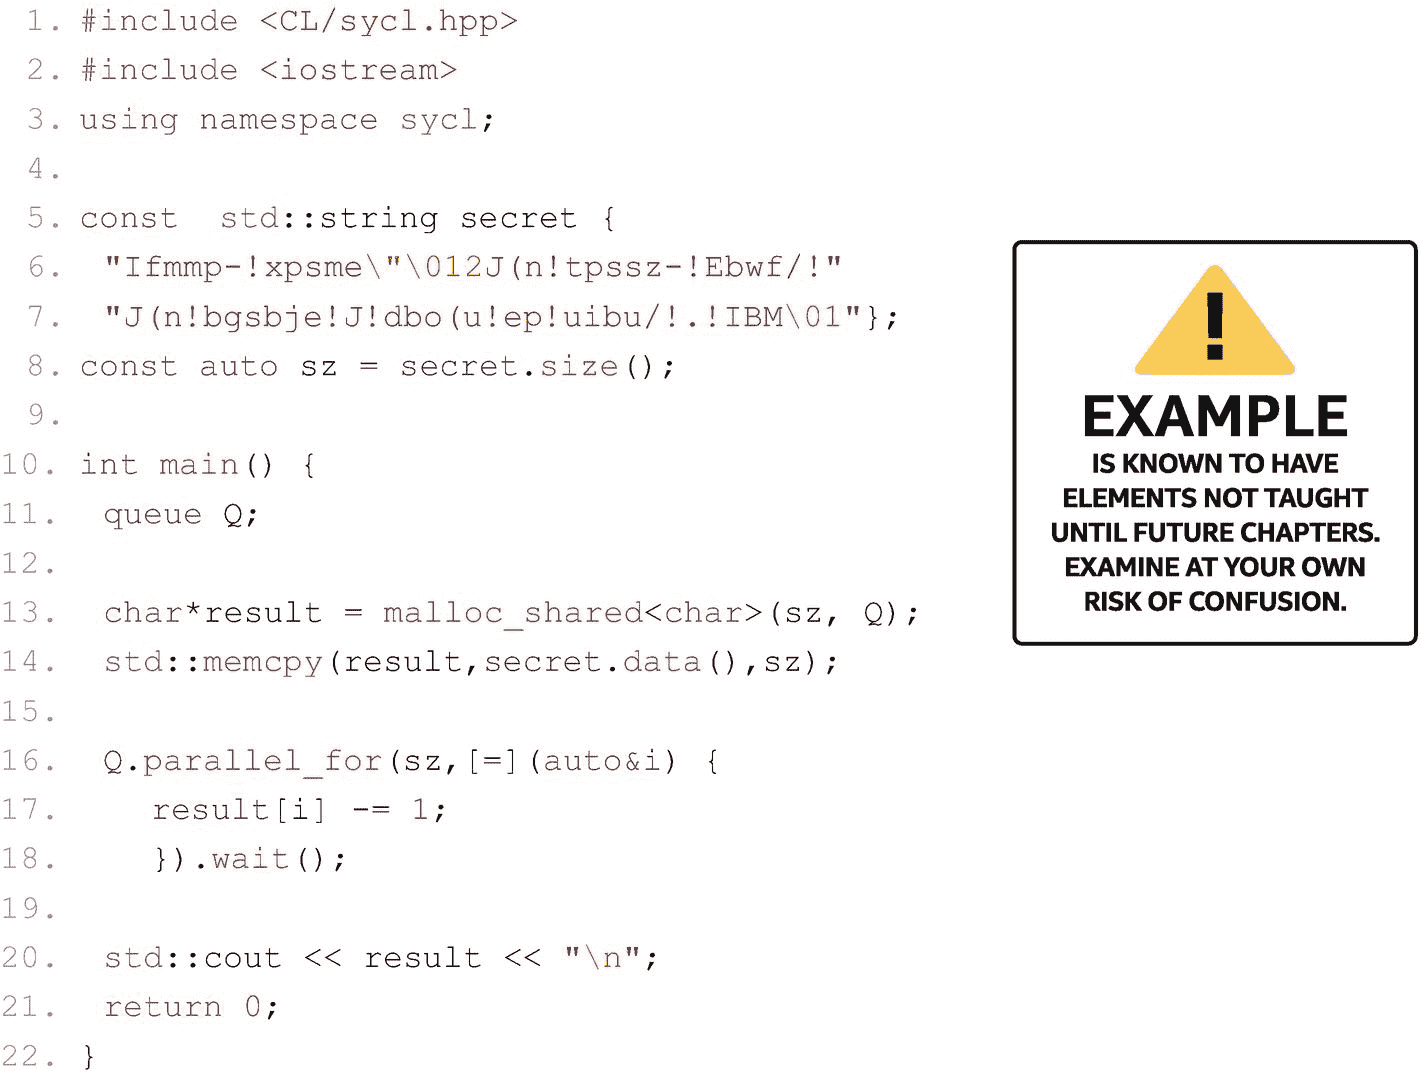 1. #include <CL/sycl.hpp>
2. #include <iostream>
3. using namespace sycl;
4.
5. const  std::string secret {
6.  "Ifmmp-!xpsme\"\012J(n!tpssz-!Ebwf/!"
7.  "J(n!bgsbje!J!dbo(u!ep!uibu/!.!IBM\01"};
8. const auto sz = secret.size();
9.
10. int main() {
11.  queue Q;
12.
13.  char*result = malloc_shared<char>(sz, Q);
14.  std::memcpy(result,secret.data(),sz);
15.
16.  Q.parallel_for(sz,[=](auto&i) {
17.    result[i] -= 1;
18.    }).wait();
19.
20.  std::cout << result << "\n";
21.  return 0;
22. }
!
EXAMPLE
IS KNOWN TO HAVE
ELEMENTS NOT TAUGHT
UNTIL FUTURE CHAPTERS.
EXAMINE AT YOUR OWN
RISK OF CONFUSION.